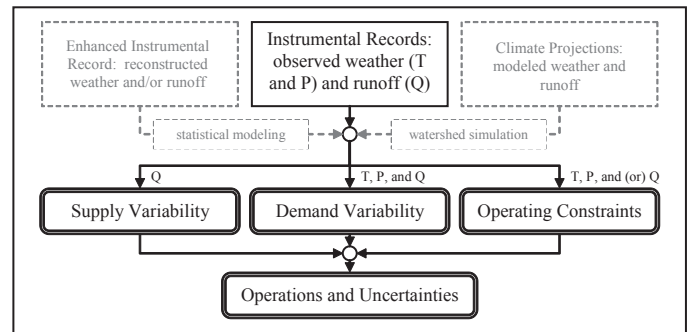 Enhanced Instrumental
Record: reconstructed
weather and/or runoff
Instrumental Records:
observed weather (T
and P) and runoff (Q)
Climate Projections:
modeled weather and
runoff
statistical modeling
watershed simulation
Q
T, P, and Q
T, P, and (or) Q
Supply Variability
Demand Variability
Operating Constraints
Operations and Uncertainties